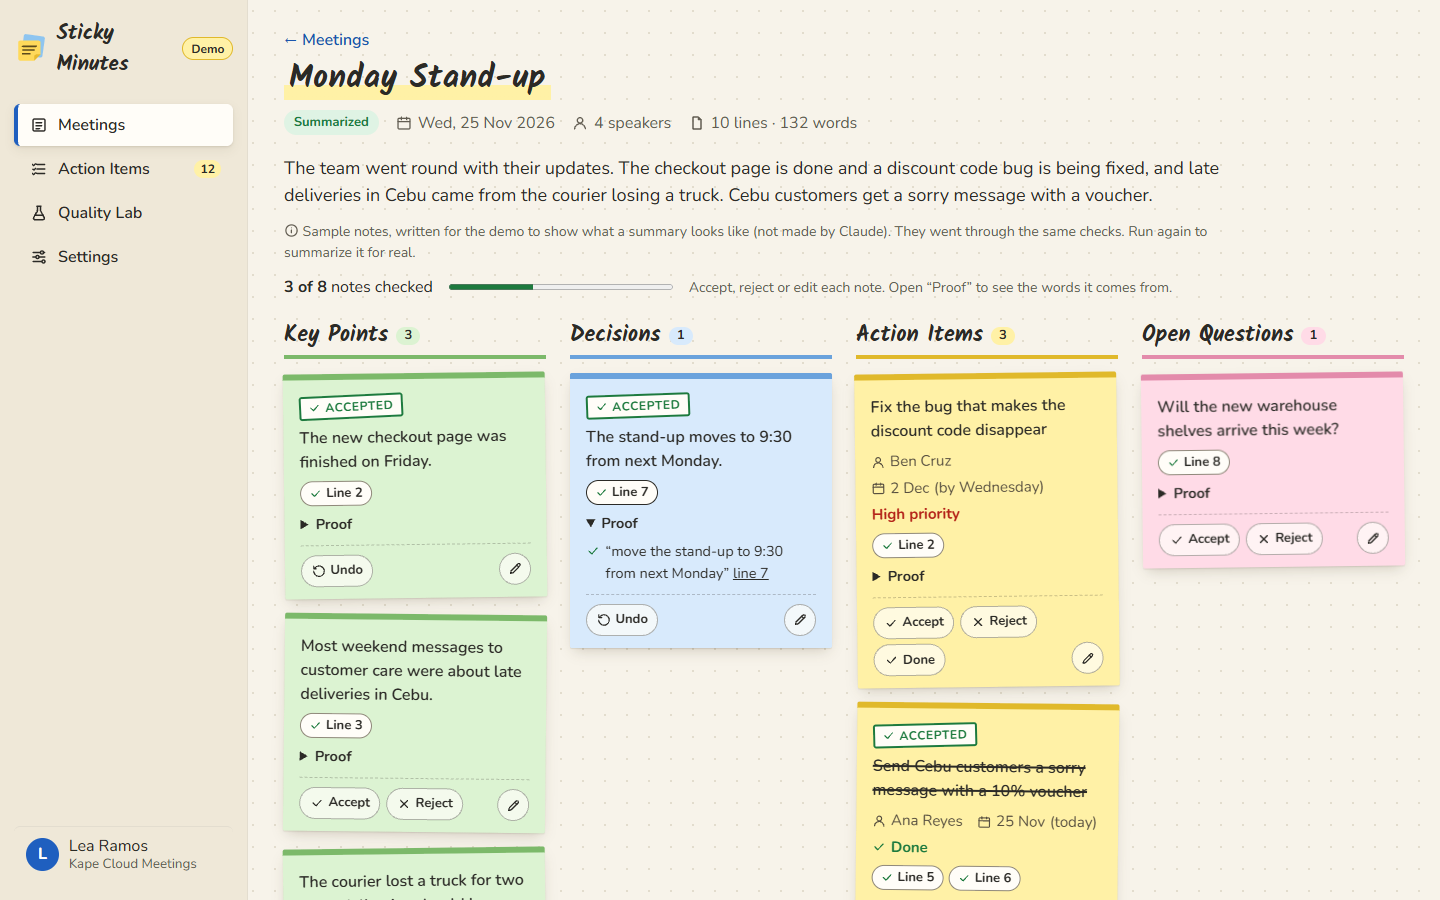 Sticky
Minutes
Demo
Meetings
Action Items 12
Quality Lab
Settings
Lea Ramos
L
Kape Cloud Meetings
← Meetings
Monday Stand-up
Summarized Wed, 25 Nov 2026 4 speakers 10 lines · 132 words
The team went round with their updates. The checkout page is done and a discount code bug is being fixed, and late
deliveries in Cebu came from the courier losing a truck. Cebu customers get a sorry message with a voucher.
Sample notes, written for the demo to show what a summary looks like (not made by Claude). They went through the same checks. Run again to
summarize it for real.
3 of 8 notes checked Accept, reject or edit each note. Open “Proof” to see the words it comes from.
Key Points 3
ACCEPTED
The new checkout page was
finished on Friday.
Line 2
Proof
Undo
Most weekend messages to
customer care were about late
deliveries in Cebu.
Line 3
Proof
Accept Reject
The courier lost a truck for two
Decisions 1
ACCEPTED
The stand-up moves to 9:30
from next Monday.
Line 7
Proof
“move the stand-up to 9:30
from next Monday” line 7
Undo
Action Items 3
Fix the bug that makes the
discount code disappear
Ben Cruz
2 Dec (by Wednesday)
High priority
Line 2
Proof
Accept Reject
Done
ACCEPTED
Send Cebu customers a sorry
message with a 10% voucher
Ana Reyes 25 Nov (today)
Done
Line 5 Line 6
Open Questions 1
Will the new warehouse
shelves arrive this week?
Line 8
Proof
Accept Reject